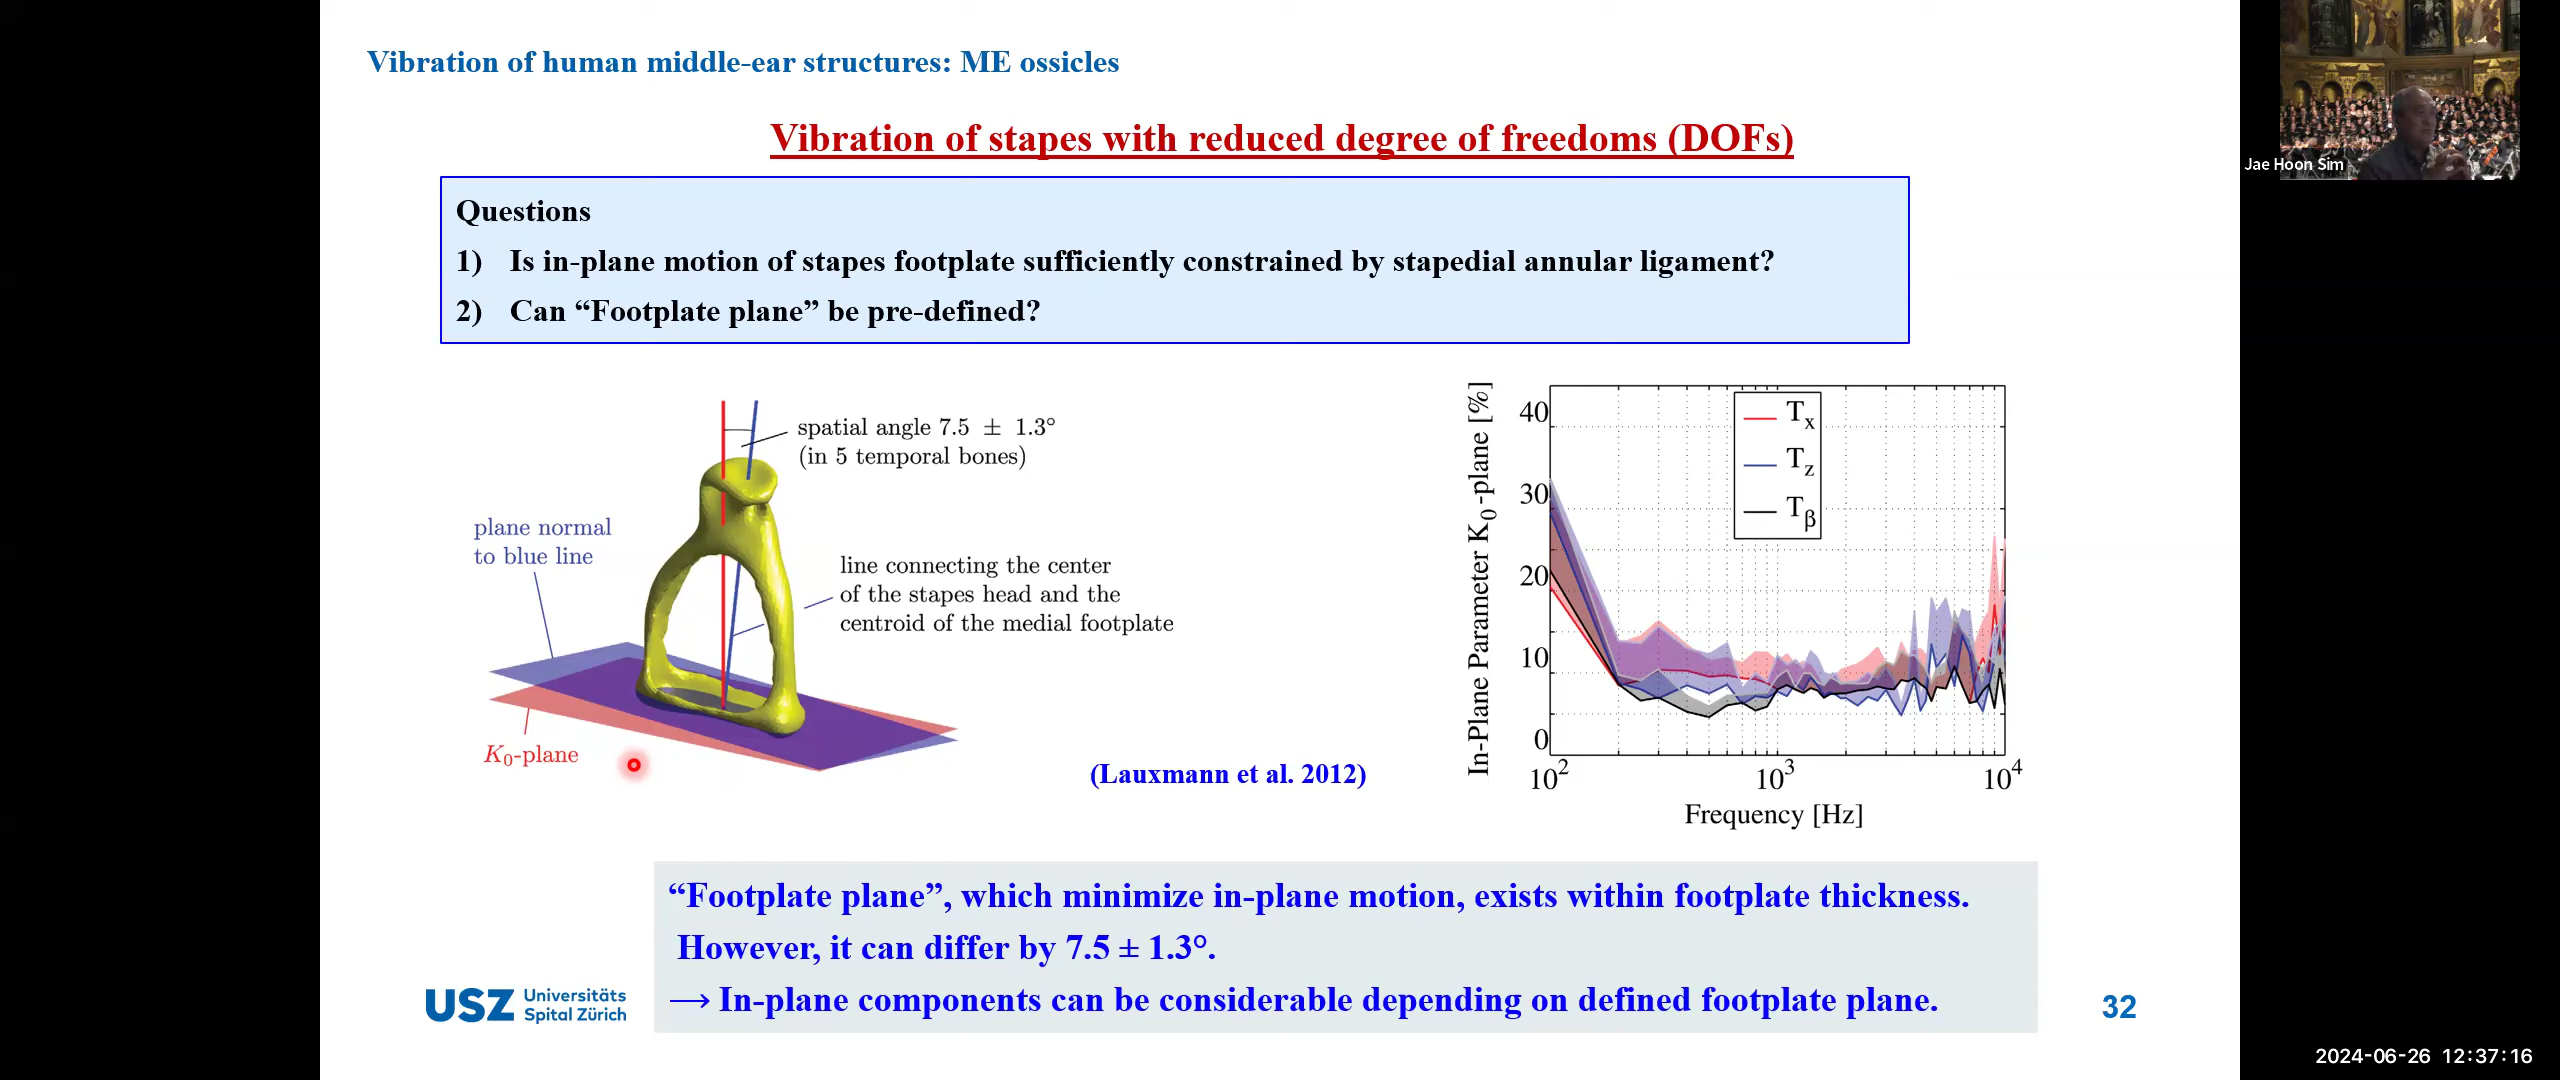 Vibration of human middle-ear structures: ME ossicles
Jae Hoon Sim
Vibration of stapes with reduced degree of freedoms (DOFs)
Questions
1) Is in-plane motion of stapes footplate sufficiently constrained by stapedial annular ligament?
2) Can “Footplate plane” be pre-defined?
spatial angle 7.5 ± 1.3°
(in 5 temporal bones)
plane normal
to blue line
line connecting the center
of the stapes head and the
centroid of the medial footplate
K0-plane
(Lauxmann et al. 2012)
In-Plane Parameter K0-plane [%]
40
30
20
10
0
Tx
Tz
Tβ
10^2
10^3
10^4
Frequency [Hz]
“Footplate plane”, which minimize in-plane motion, exists within footplate thickness.
However, it can differ by 7.5 ± 1.3°.
→ In-plane components can be considerable depending on defined footplate plane.
USZ Universitäts
Spital Zürich
32
2024-06-26 12:37:16